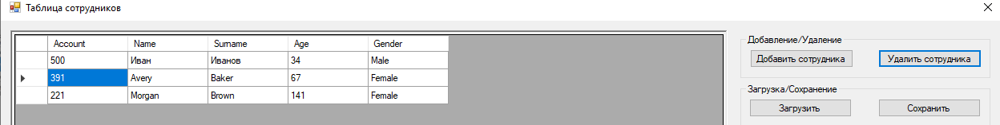 Таблица сотрудников
Account Name Surname Age Gender
500 Иван Иванов 34 Male
391 Avery Baker 67 Female
221 Morgan Brown 141 Female
Добавление/Удаление
Добавить сотрудника Удалить сотрудника
Загрузка/Сохранение
Загрузить Сохранить